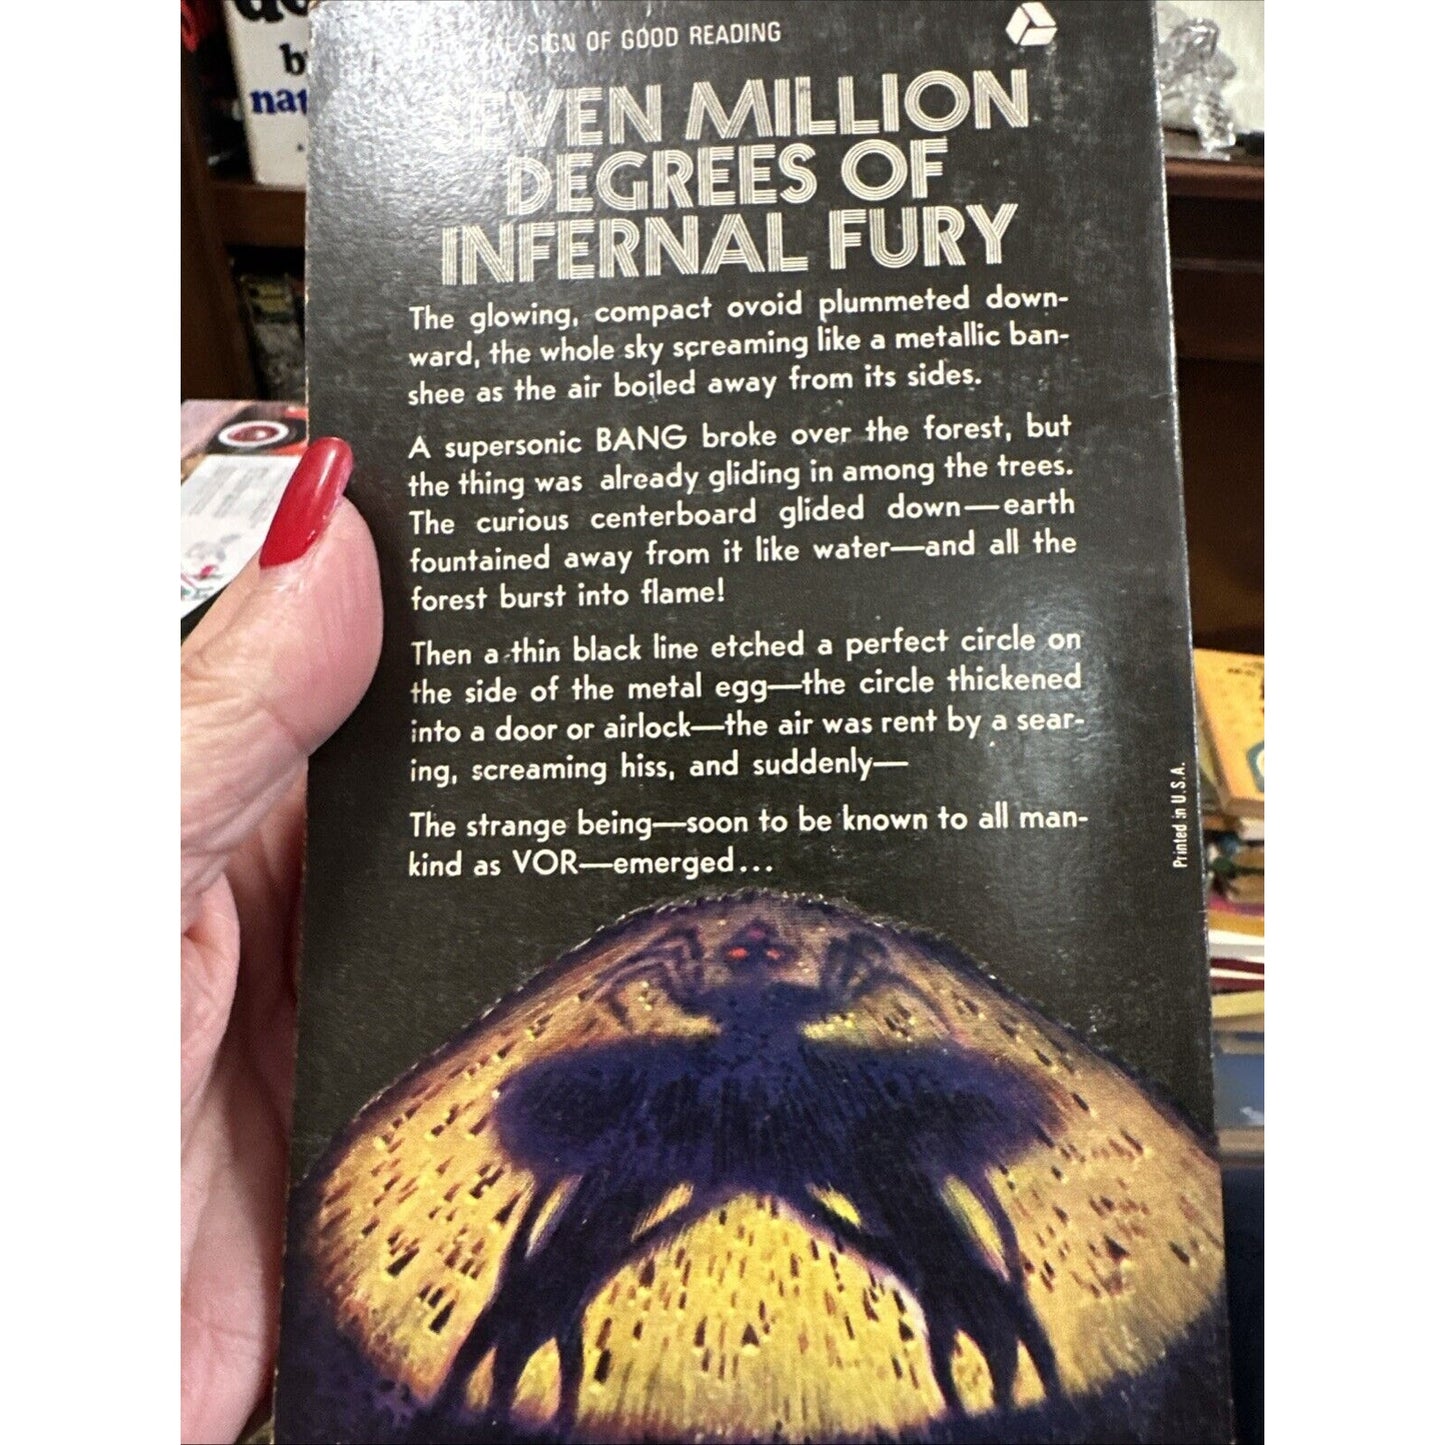 by
nat
SIGN OF GOOD READING
SEVEN MILLION
DEGREES OF
INFERNAL FURY
The glowing, compact ovoid plummeted down-
ward, the whole sky screaming like a metallic ban-
shee as the air boiled away from its sides.
A supersonic BANG broke over the forest, but
the thing was already gliding in among the trees.
The curious centerboard glided down—earth
fountained away from it like water—and all the
forest burst into flame!
Then a thin black line etched a perfect circle on
the side of the metal egg—the circle thickened
into a door or airlock—the air was rent by a sear-
ing, screaming hiss, and suddenly—
The strange being—soon to be known to all man-
kind as VOR—emerged...
Printed in U.S.A.